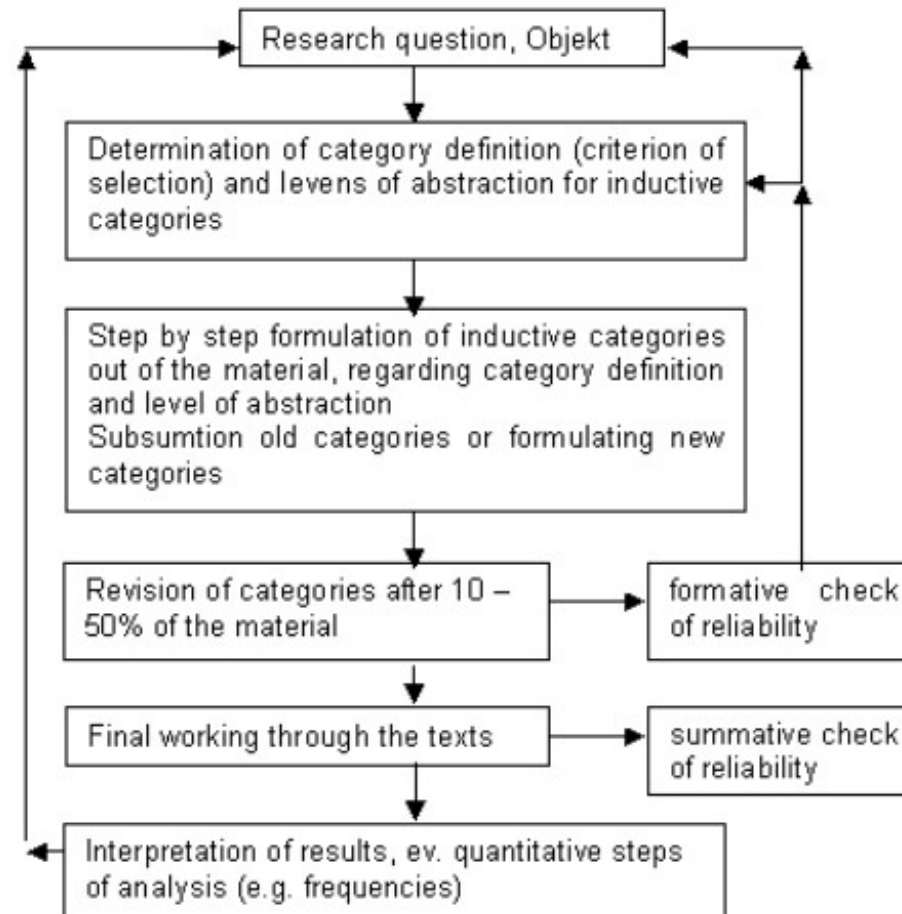 Research question, Objekt
Determination of category definition (criterion of
selection) and levens of abstraction for inductive
categories
Step by step formulation of inductive categories
out of the material, regarding category definition
and level of abstraction
Subsumtion old categories or formulating new
categories
Revision of categories after 10 –
50% of the material
formative check
of reliability
Final working through the texts
summative check
of reliability
Interpretation of results, ev. quantitative steps
of analysis (e.g. frequencies)